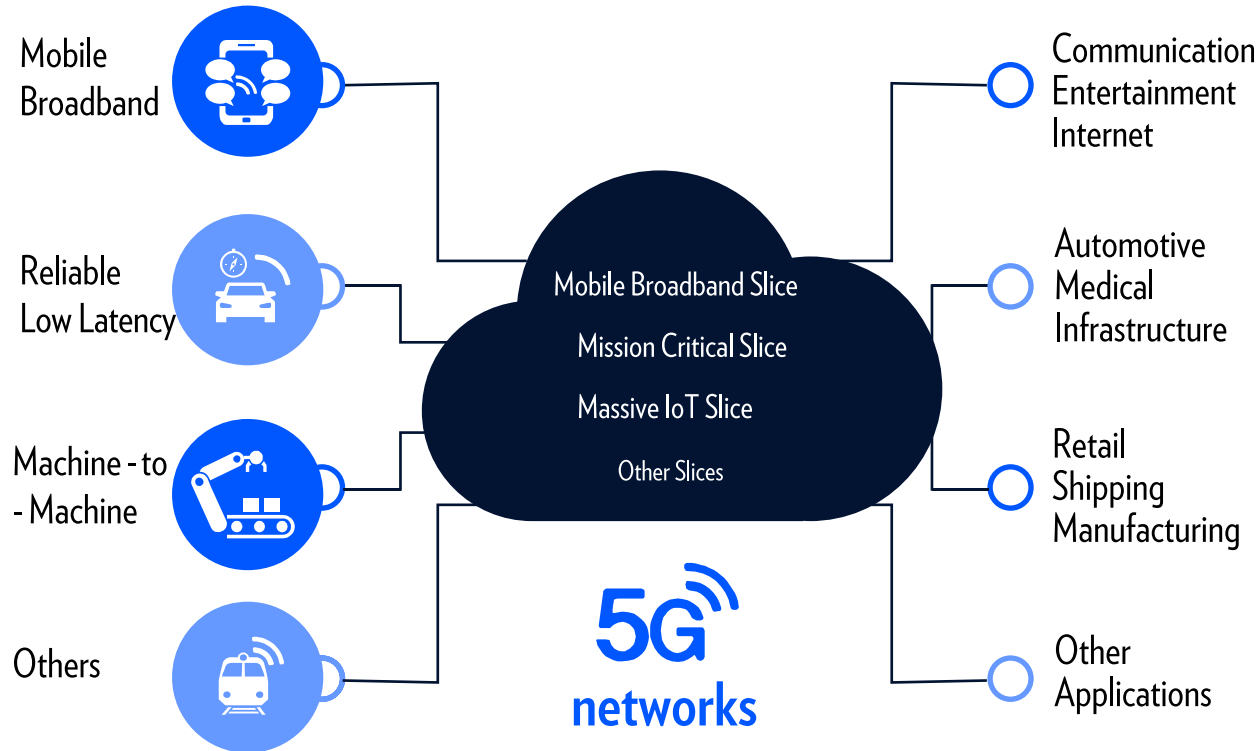 Mobile
Broadband
Communication
Entertainment
Internet
Reliable
Low Latency
Mobile Broadband Slice
Mission Critical Slice
Massive IoT Slice
Other Slices
Automotive
Medical
Infrastructure
Machine - to
- Machine
Retail
Shipping
Manufacturing
Others
5G
networks
Other
Applications